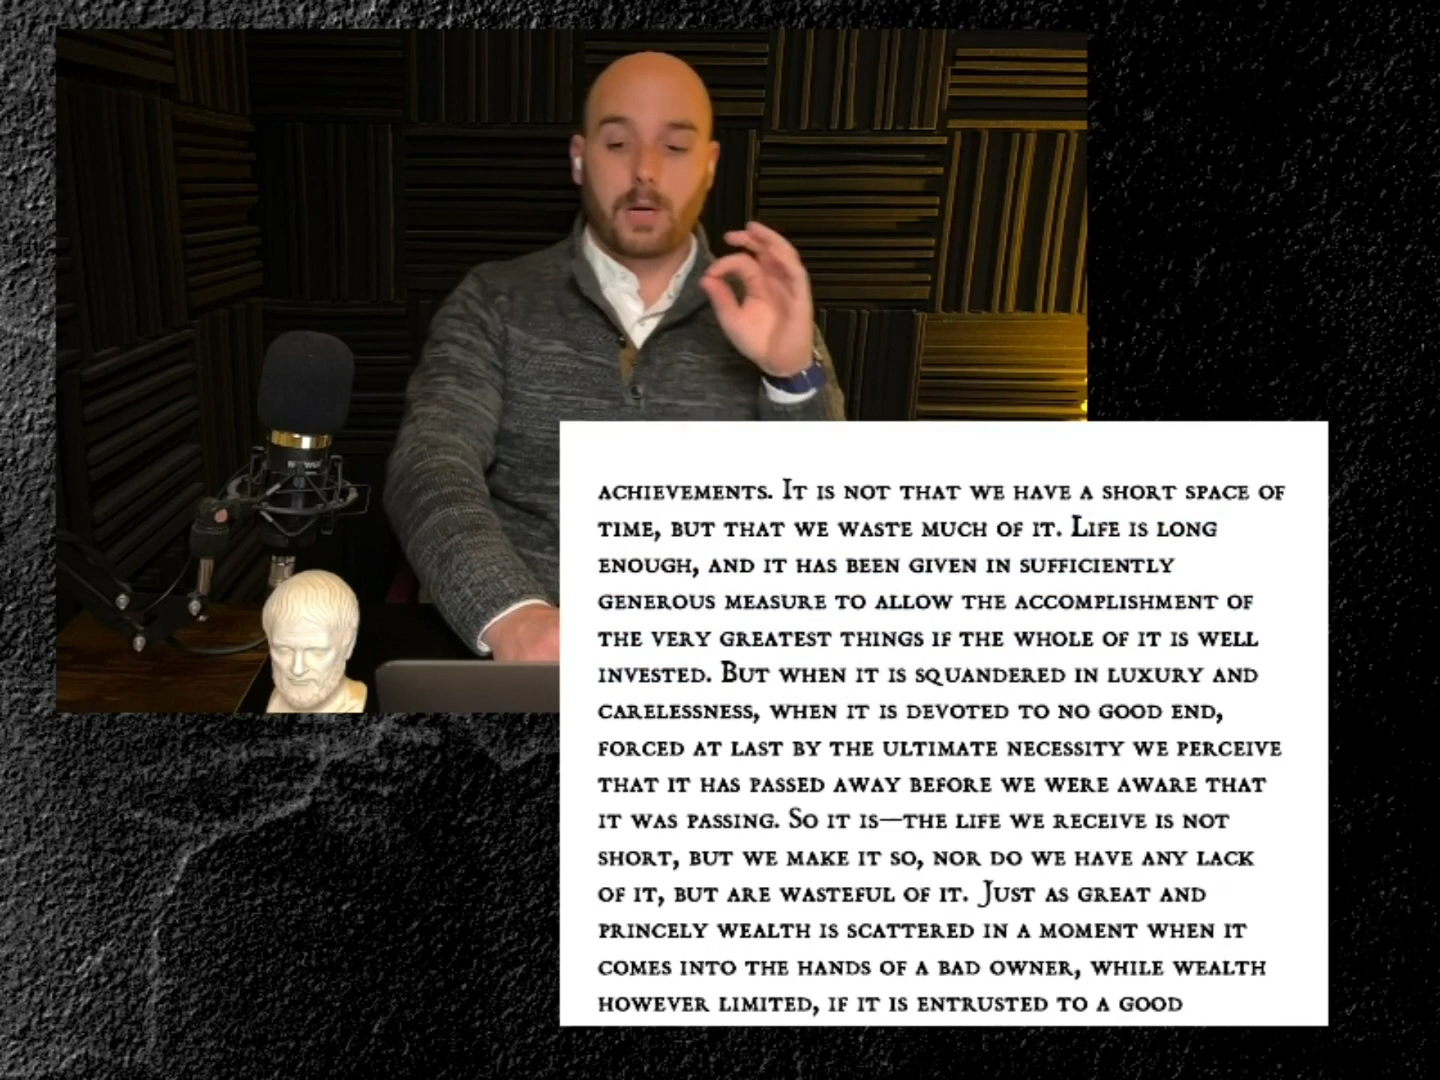 ACHIEVEMENTS. IT IS NOT THAT WE HAVE A SHORT SPACE OF
TIME, BUT THAT WE WASTE MUCH OF IT. LIFE IS LONG
ENOUGH, AND IT HAS BEEN GIVEN IN SUFFICIENTLY
GENEROUS MEASURE TO ALLOW THE ACCOMPLISHMENT OF
THE VERY GREATEST THINGS IF THE WHOLE OF IT IS WELL
INVESTED. BUT WHEN IT IS SQUANDERED IN LUXURY AND
CARELESSNESS, WHEN IT IS DEVOTED TO NO GOOD END,
FORCED AT LAST BY THE ULTIMATE NECESSITY WE PERCEIVE
THAT IT HAS PASSED AWAY BEFORE WE WERE AWARE THAT
IT WAS PASSING. SO IT IS—THE LIFE WE RECEIVE IS NOT
SHORT, BUT WE MAKE IT SO, NOR DO WE HAVE ANY LACK
OF IT, BUT ARE WASTEFUL OF IT. JUST AS GREAT AND
PRINCELY WEALTH IS SCATTERED IN A MOMENT WHEN IT
COMES INTO THE HANDS OF A BAD OWNER, WHILE WEALTH
HOWEVER LIMITED, IF IT IS ENTRUSTED TO A GOOD